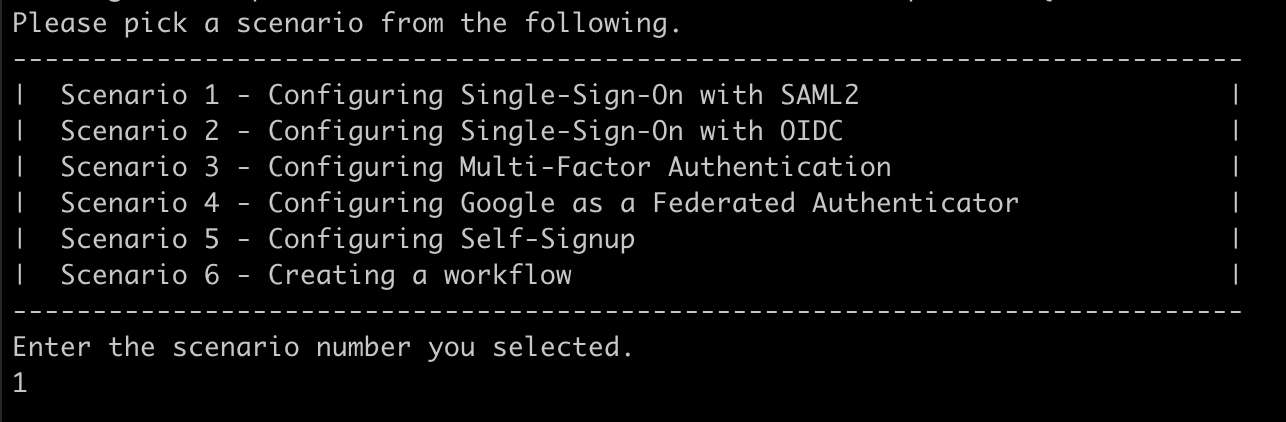 Please pick a scenario from the following.
-----------------------------------------------------------------------------
|  Scenario 1 - Configuring Single-Sign-On with SAML2                       |
|  Scenario 2 - Configuring Single-Sign-On with OIDC                        |
|  Scenario 3 - Configuring Multi-Factor Authentication                     |
|  Scenario 4 - Configuring Google as a Federated Authenticator             |
|  Scenario 5 - Configuring Self-Signup                                     |
|  Scenario 6 - Creating a workflow                                         |
-----------------------------------------------------------------------------
Enter the scenario number you selected.
1